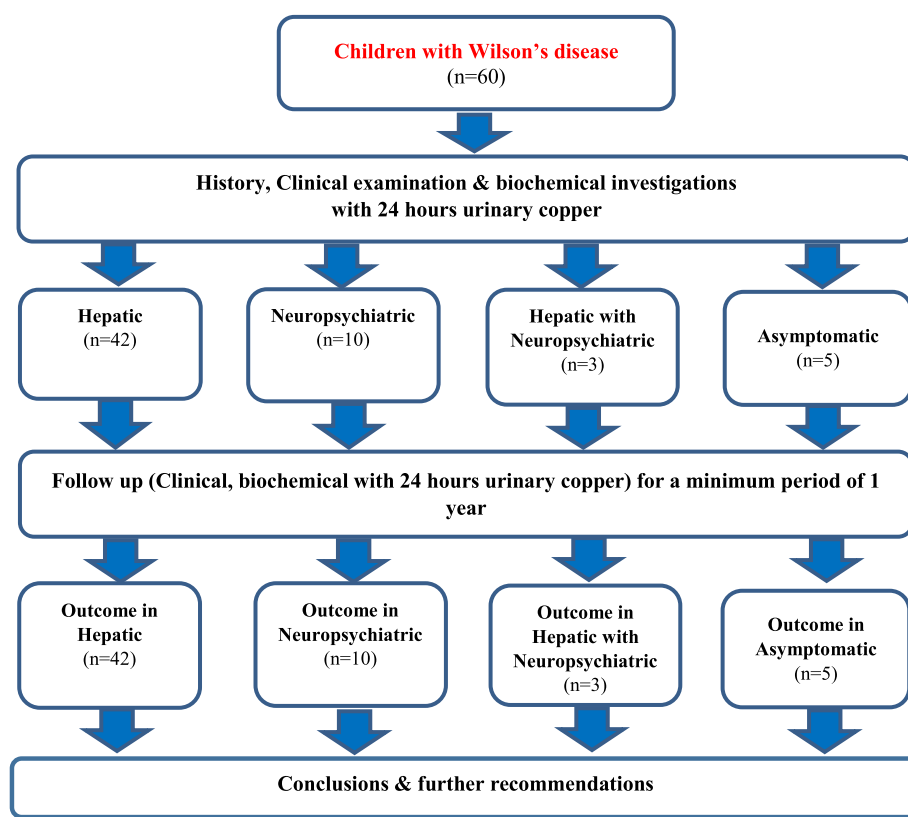 Children with Wilson's disease
(n=60)
History, Clinical examination & biochemical investigations
with 24 hours urinary copper
Hepatic
(n=42)
Neuropsychiatric
(n=10)
Hepatic with
Neuropsychiatric
(n=3)
Asymptomatic
(n=5)
Follow up (Clinical, biochemical with 24 hours urinary copper) for a minimum period of 1
year
Outcome in
Hepatic
(n=42)
Outcome in
Neuropsychiatric
(n=10)
Outcome in
Hepatic with
Neuropsychiatric
(n=3)
Outcome in
Asymptomatic
(n=5)
Conclusions & further recommendations